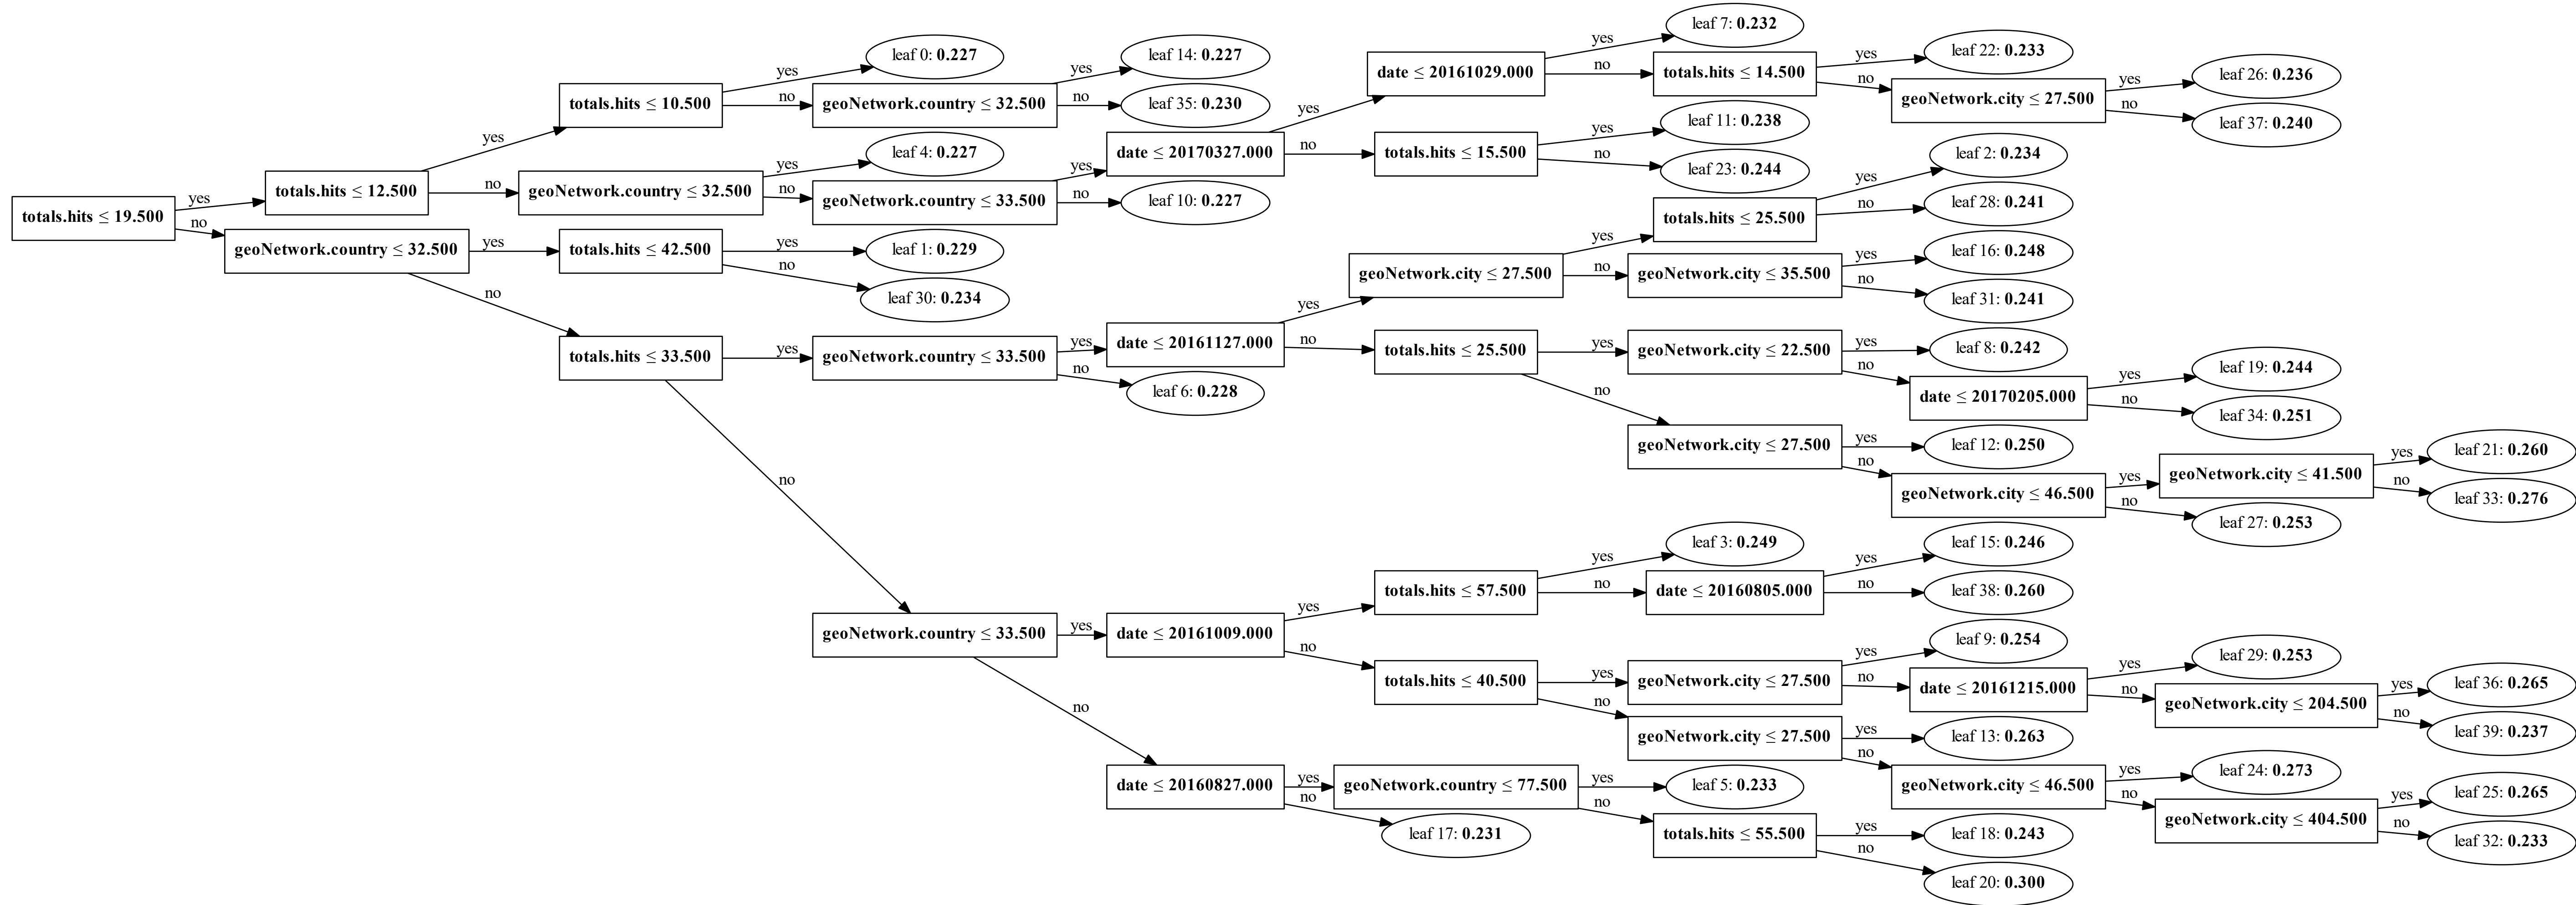 totals.hits ≤ 19.500
yes
no
totals.hits ≤ 12.500
yes
no
totals.hits ≤ 10.500
yes
no
leaf 0: 0.227
geoNetwork.country ≤ 32.500
yes
no
leaf 14: 0.227
leaf 35: 0.230
geoNetwork.country ≤ 32.500
yes
no
leaf 4: 0.227
geoNetwork.country ≤ 33.500
yes
no
date ≤ 20170327.000
yes
no
date ≤ 20161029.000
yes
no
leaf 7: 0.232
totals.hits ≤ 14.500
yes
no
leaf 22: 0.233
geoNetwork.city ≤ 27.500
yes
no
leaf 26: 0.236
leaf 37: 0.240
totals.hits ≤ 15.500
yes
no
leaf 11: 0.238
leaf 23: 0.244
leaf 10: 0.227
geoNetwork.country ≤ 32.500
yes
no
totals.hits ≤ 42.500
yes
no
leaf 1: 0.229
leaf 30: 0.234
totals.hits ≤ 33.500
yes
no
geoNetwork.country ≤ 33.500
yes
no
date ≤ 20161127.000
yes
no
geoNetwork.city ≤ 27.500
yes
no
totals.hits ≤ 25.500
yes
no
leaf 2: 0.234
leaf 28: 0.241
geoNetwork.city ≤ 35.500
yes
no
leaf 16: 0.248
leaf 31: 0.241
totals.hits ≤ 25.500
yes
no
geoNetwork.city ≤ 22.500
yes
no
leaf 8: 0.242
date ≤ 20170205.000
yes
no
leaf 19: 0.244
leaf 34: 0.251
geoNetwork.city ≤ 27.500
yes
no
leaf 12: 0.250
geoNetwork.city ≤ 46.500
yes
no
geoNetwork.city ≤ 41.500
yes
no
leaf 21: 0.260
leaf 33: 0.276
leaf 27: 0.253
leaf 6: 0.228
geoNetwork.country ≤ 33.500
yes
no
date ≤ 20161009.000
yes
no
totals.hits ≤ 57.500
yes
no
leaf 3: 0.249
date ≤ 20160805.000
yes
no
leaf 15: 0.246
leaf 38: 0.260
totals.hits ≤ 40.500
yes
no
geoNetwork.city ≤ 27.500
yes
no
leaf 9: 0.254
date ≤ 20161215.000
yes
no
leaf 29: 0.253
geoNetwork.city ≤ 204.500
yes
no
leaf 36: 0.265
leaf 39: 0.237
geoNetwork.city ≤ 27.500
yes
no
leaf 13: 0.263
geoNetwork.city ≤ 46.500
yes
no
leaf 24: 0.273
geoNetwork.city ≤ 404.500
yes
no
leaf 25: 0.265
leaf 32: 0.233
date ≤ 20160827.000
yes
no
geoNetwork.country ≤ 77.500
yes
no
leaf 5: 0.233
totals.hits ≤ 55.500
yes
no
leaf 18: 0.243
leaf 20: 0.300
leaf 17: 0.231